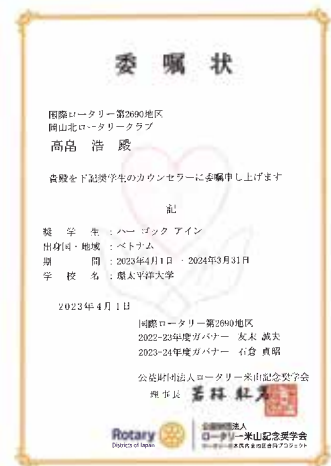 委嘱状
国際ロータリー第2690地区
岡山北ロータリークラブ
高畠 浩 殿
貴殿を下記奨学生のカウンセラーに委嘱申し上げます
記
奨学生：ハー ゴック アイン
出身国・地域：ベトナム
期間：2023年4月1日 - 2024年3月31日
学校名：環太平洋大学
2023年4月1日
国際ロータリー第2690地区
2022-23年度ガバナー 友末 誠夫
2023-24年度ガバナー 石倉 貞昭
公益財団法人ロータリー米山記念奨学会
理事長 若林
Rotary
Districts of Japan
公益財団法人
ロータリー米山記念奨学会